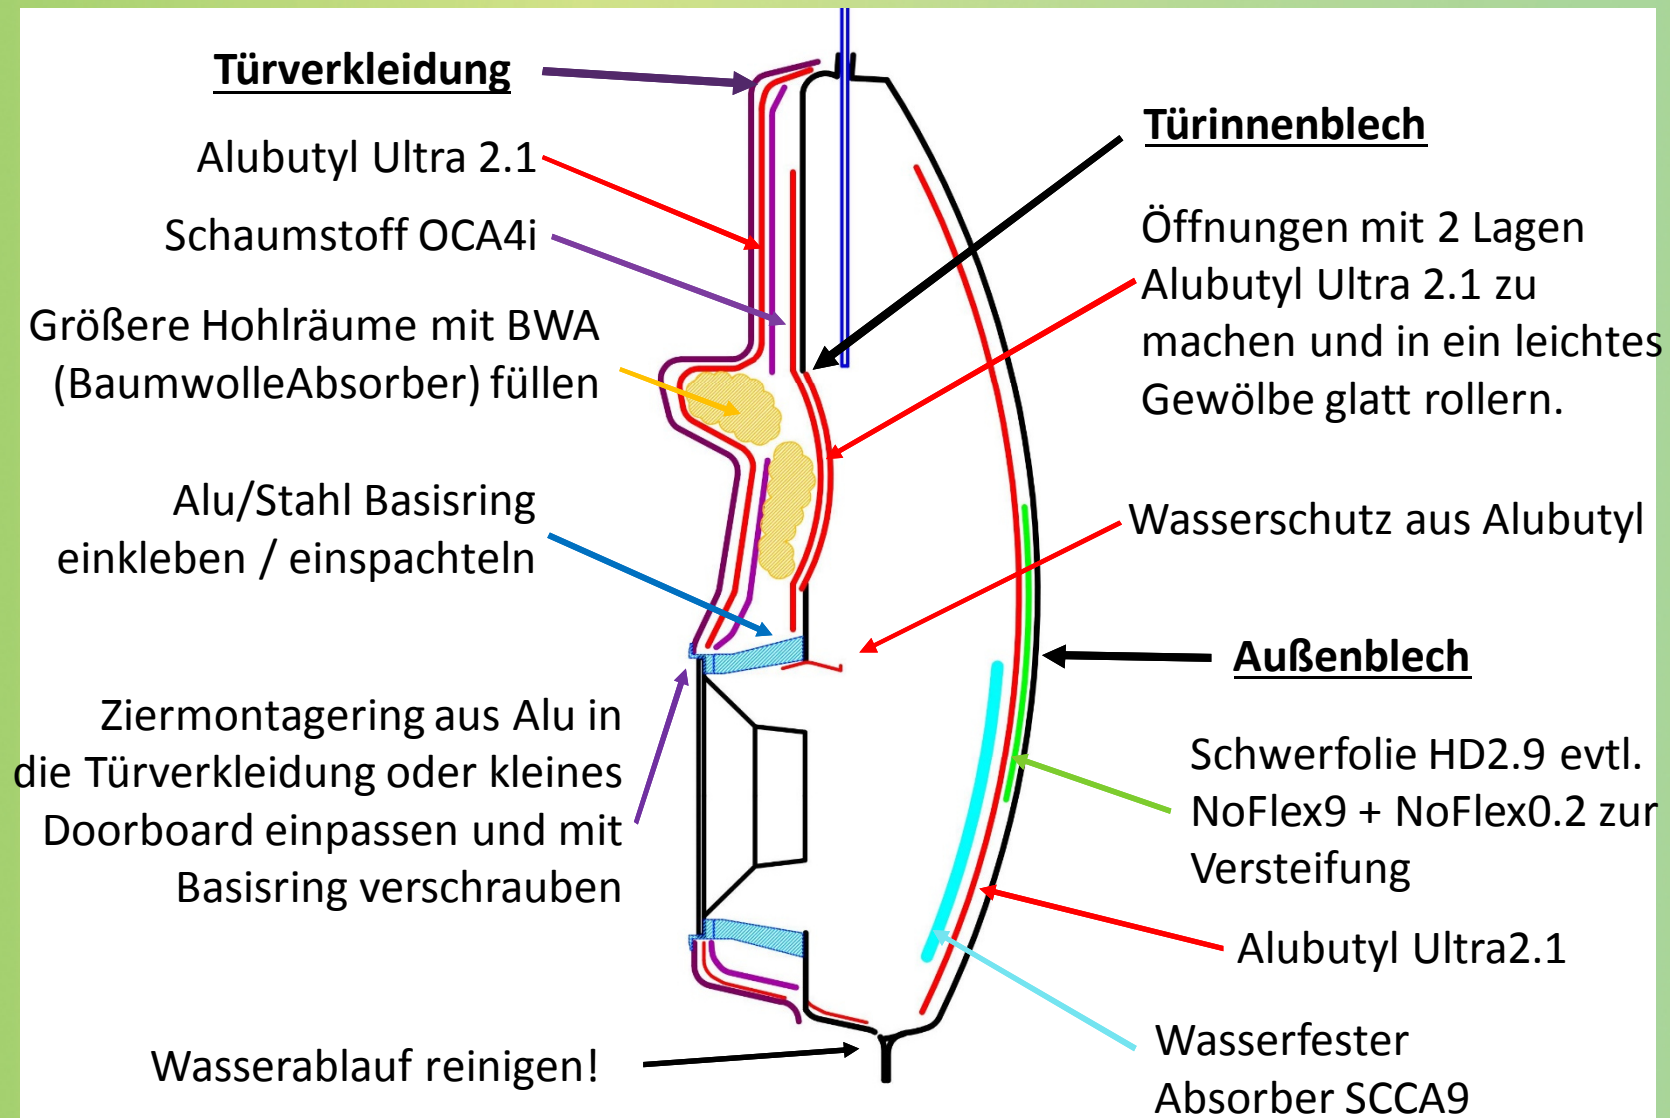 Türverkleidung
Alubutyl Ultra 2.1
Schaumstoff OCA4i
Größere Hohlräume mit BWA
(BaumwolleAbsorber) füllen
Alu/Stahl Basisring
einkleben / einspachteln
Ziermontagering aus Alu in
die Türverkleidung oder kleines
Doorboard einpassen und mit
Basisring verschrauben
Wasserablauf reinigen!
Türinnenblech
Öffnungen mit 2 Lagen
Alubutyl Ultra 2.1 zu
machen und in ein leichtes
Gewölbe glatt rollern.
Wasserschutz aus Alubutyl
Außenblech
Schwerfolie HD2.9 evtl.
NoFlex9 + NoFlex0.2 zur
Versteifung
Alubutyl Ultra2.1
Wasserfester
Absorber SCCA9